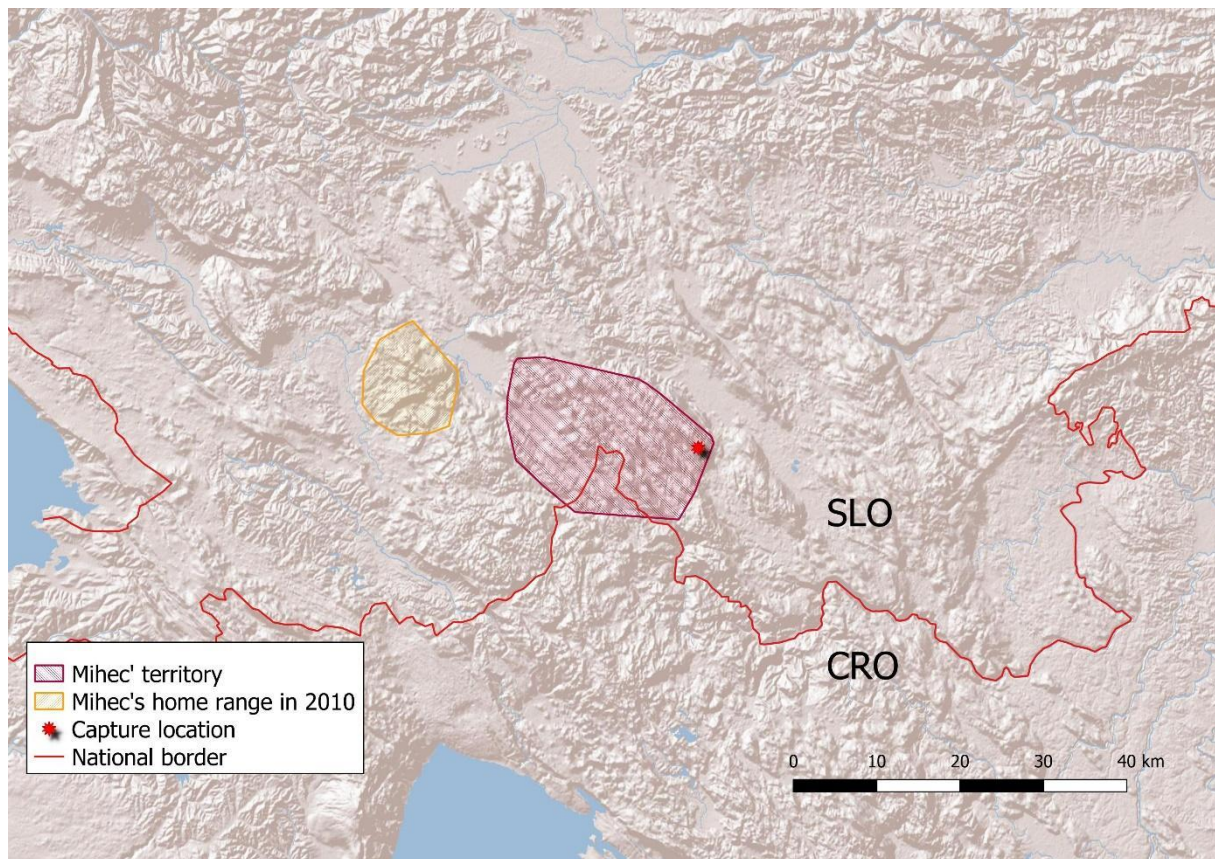 SLO
CRO
Mihec' territory
Mihec's home range in 2010
Capture location
National border
0 10 20 30 40 km